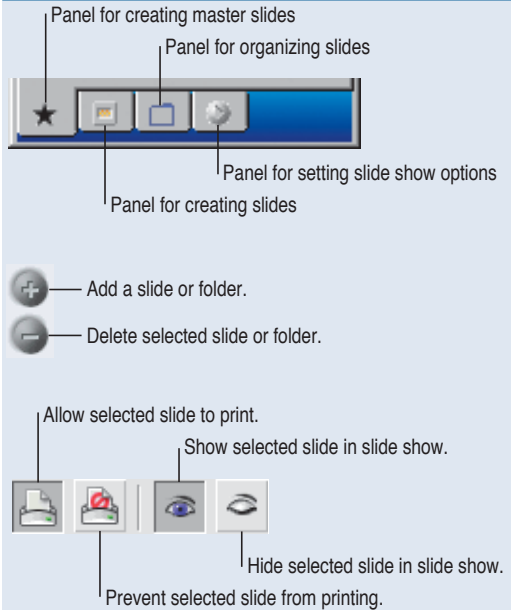 Panel for creating master slides
Panel for organizing slides
Panel for setting slide show options
Panel for creating slides
Add a slide or folder.
Delete selected slide or folder.
Allow selected slide to print.
Show selected slide in slide show.
Hide selected slide in slide show.
Prevent selected slide from printing.